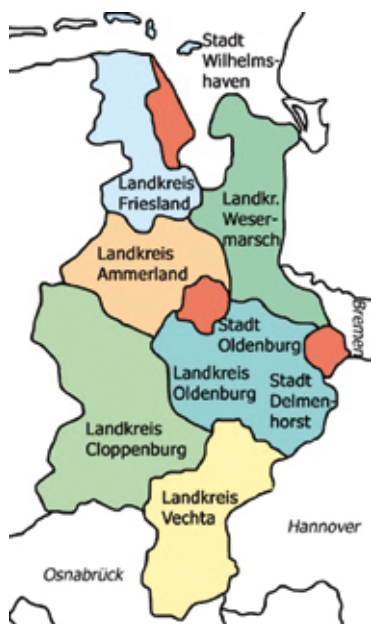 Stadt
Wilhelms-
haven
Landkreis
Friesland
Landkr.
Weser-
marsch
Landkreis
Ammerland
Bremen
Stadt
Oldenburg
Landkreis
Oldenburg
Stadt
Delmen-
horst
Landkreis
Cloppenburg
Landkreis
Vechta
Hannover
Osnabrück